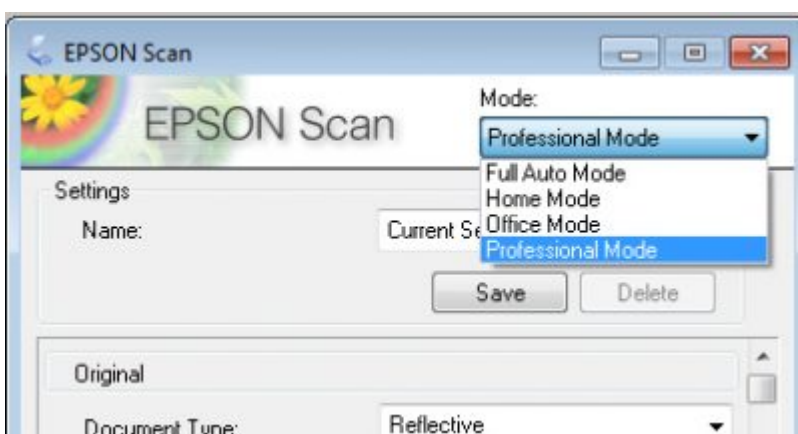 EPSON Scan
EPSON Scan
Mode:
Professional Mode
Full Auto Mode
Home Mode
Office Mode
Professional Mode
Settings
Name:
Current Se
Save
Delete
Original
Document Type:
Reflective